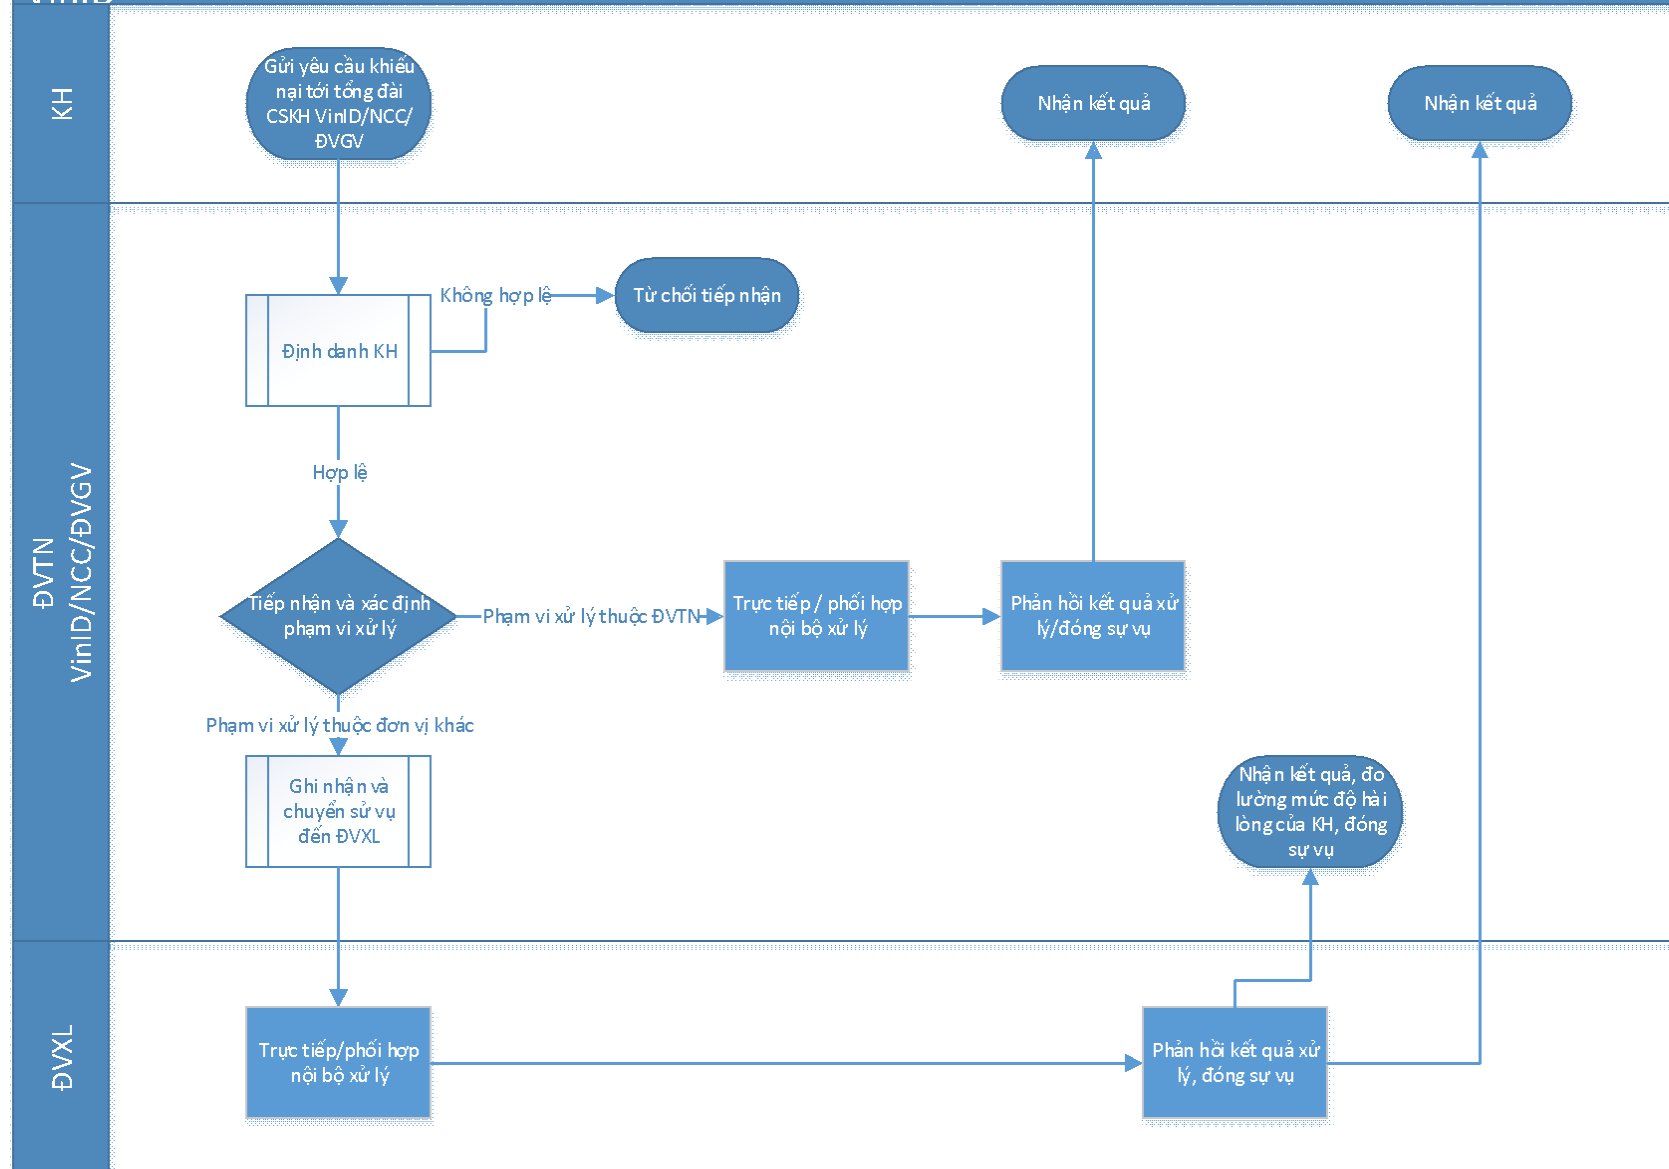 KH
Gửi yêu cầu khiếu
nại tới tổng đài
CSKH VinID/NCC/
ĐVGV
Nhận kết quả
Nhận kết quả
ĐVTN
VinID/NCC/ĐVGV
Định danh KH
Không hợp lệ
Từ chối tiếp nhận
Hợp lệ
Tiếp nhận và xác định
phạm vi xử lý
Phạm vi xử lý thuộc ĐVTN
Trực tiếp / phối hợp
nội bộ xử lý
Phản hồi kết quả xử
lý/đóng sự vụ
Phạm vi xử lý thuộc đơn vị khác
Ghi nhận và
chuyển sử vụ
đến ĐVXL
Nhận kết quả, đo
lường mức độ hài
lòng của KH, đóng
sự vụ
ĐVXL
Trực tiếp/phối hợp
nội bộ xử lý
Phản hồi kết quả xử
lý, đóng sự vụ